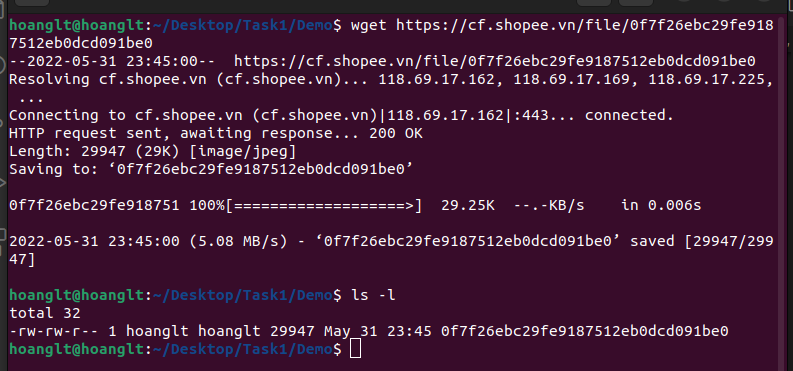 hoanglt@hoanglt:~/Desktop/Task1/Demo$ wget https://cf.shopee.vn/file/0f7f26ebc29fe918
7512eb0dcd091be0
--2022-05-31 23:45:00--  https://cf.shopee.vn/file/0f7f26ebc29fe9187512eb0dcd091be0
Resolving cf.shopee.vn (cf.shopee.vn)... 118.69.17.162, 118.69.17.169, 118.69.17.225,
 ...
Connecting to cf.shopee.vn (cf.shopee.vn)|118.69.17.162|:443... connected.
HTTP request sent, awaiting response... 200 OK
Length: 29947 (29K) [image/jpeg]
Saving to: ‘0f7f26ebc29fe9187512eb0dcd091be0’
0f7f26ebc29fe918751 100%[===================>]  29.25K  --.-KB/s    in 0.006s
2022-05-31 23:45:00 (5.08 MB/s) - ‘0f7f26ebc29fe9187512eb0dcd091be0’ saved [29947/299
47]
hoanglt@hoanglt:~/Desktop/Task1/Demo$ ls -l
total 32
-rw-rw-r-- 1 hoanglt hoanglt 29947 May 31 23:45 0f7f26ebc29fe9187512eb0dcd091be0
hoanglt@hoanglt:~/Desktop/Task1/Demo$